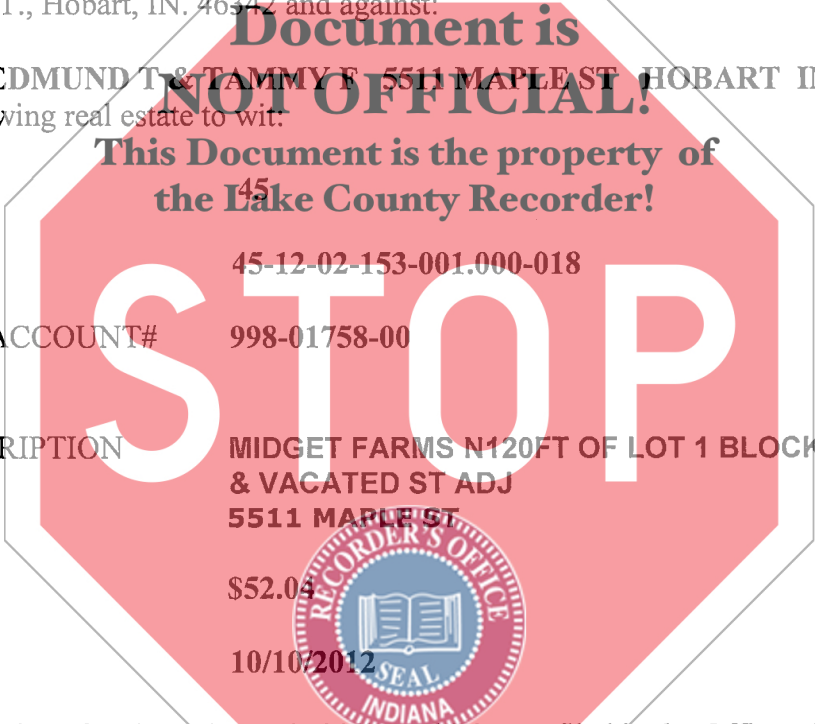 T., Hobart, IN. 46342 and against:
Document is
EDMUND T & TAMMY F 5511 MAPLE ST HOBART IN
NOT OFFICIAL!
wing real estate to wit:
This Document is the property of
45
the Lake County Recorder!
45-12-02-153-001.000-018
STOP
ACCOUNT# 998-01758-00
RIPTION MIDGET FARMS N120FT OF LOT 1 BLOCK
& VACATED ST ADJ
5511 MAPLE ST
$52.04
10/10/2012
RECORDER'S OFFICE
SEAL
INDIANA